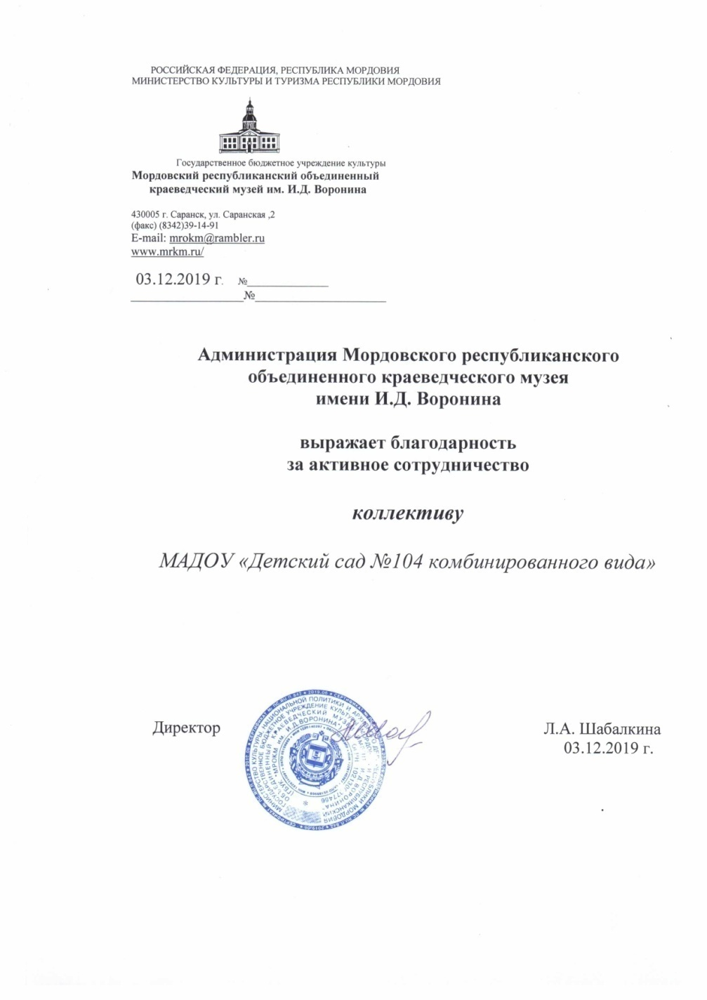 РОССИЙСКАЯ ФЕДЕРАЦИЯ, РЕСПУБЛИКА МОРДОВИЯ
МИНИСТЕРСТВО КУЛЬТУРЫ И ТУРИЗМА РЕСПУБЛИКИ МОРДОВИЯ
Государственное бюджетное учреждение культуры
Мордовский республиканский объединенный
краеведческий музей им. И.Д. Воронина
430005 г. Саранск, ул. Саранская ,2
(факс) (8342)39-14-91
E-mail: mrokm@rambler.ru
www.mrkm.ru/
03.12.2019 г. №______________
___________________№______________________
Администрация Мордовского республиканского
объединенного краеведческого музея
имени И.Д. Воронина
выражает благодарность
за активное сотрудничество
коллективу
МАДОУ «Детский сад №104 комбинированного вида»
Директор
Л.А. Шабалкина
03.12.2019 г.